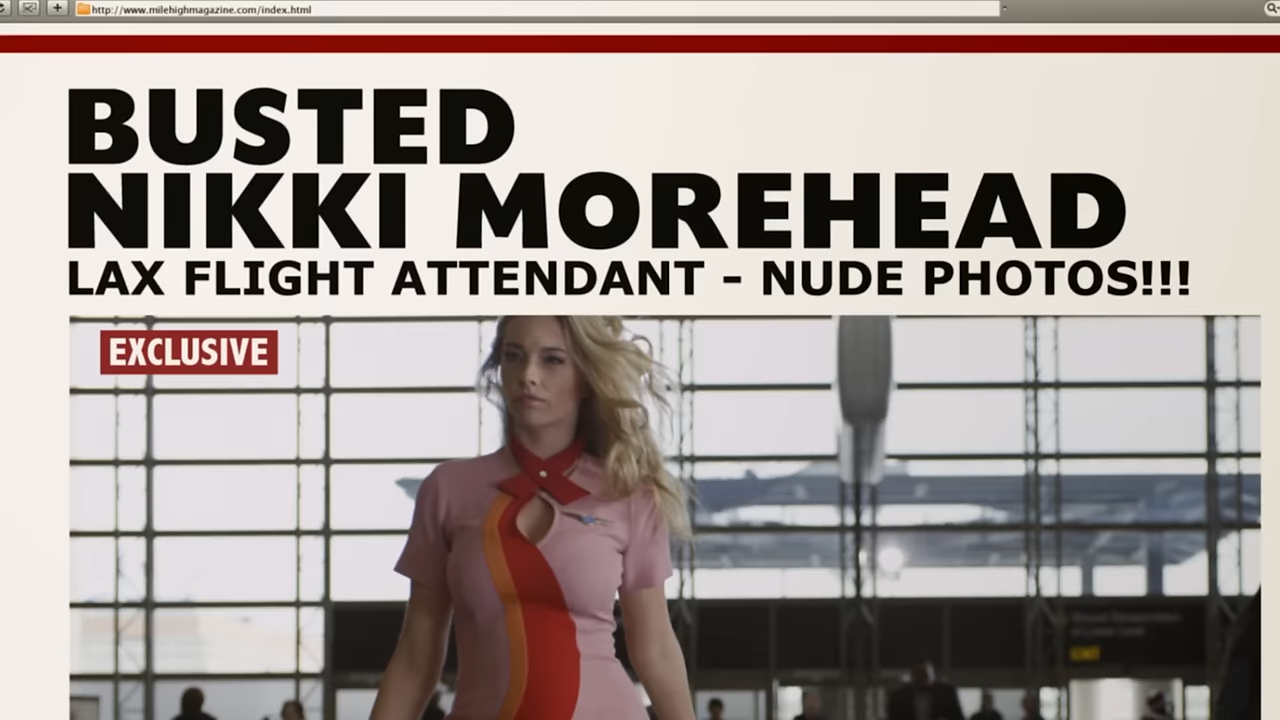 http://www.milehighmagazine.com/index.html
BUSTED
NIKKI MOREHEAD
LAX FLIGHT ATTENDANT - NUDE PHOTOS!!!
EXCLUSIVE
EXIT